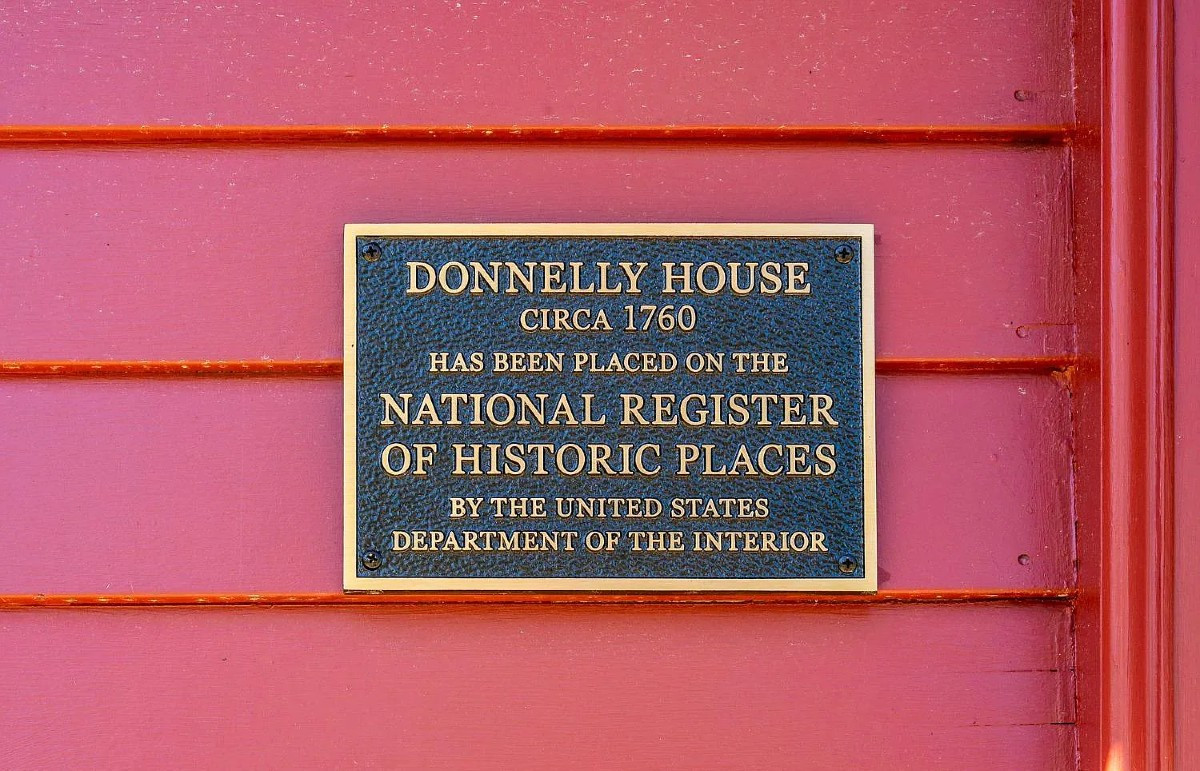 DONNELLY HOUSE
CIRCA 1760
HAS BEEN PLACED ON THE
NATIONAL REGISTER
OF HISTORIC PLACES
BY THE UNITED STATES
DEPARTMENT OF THE INTERIOR